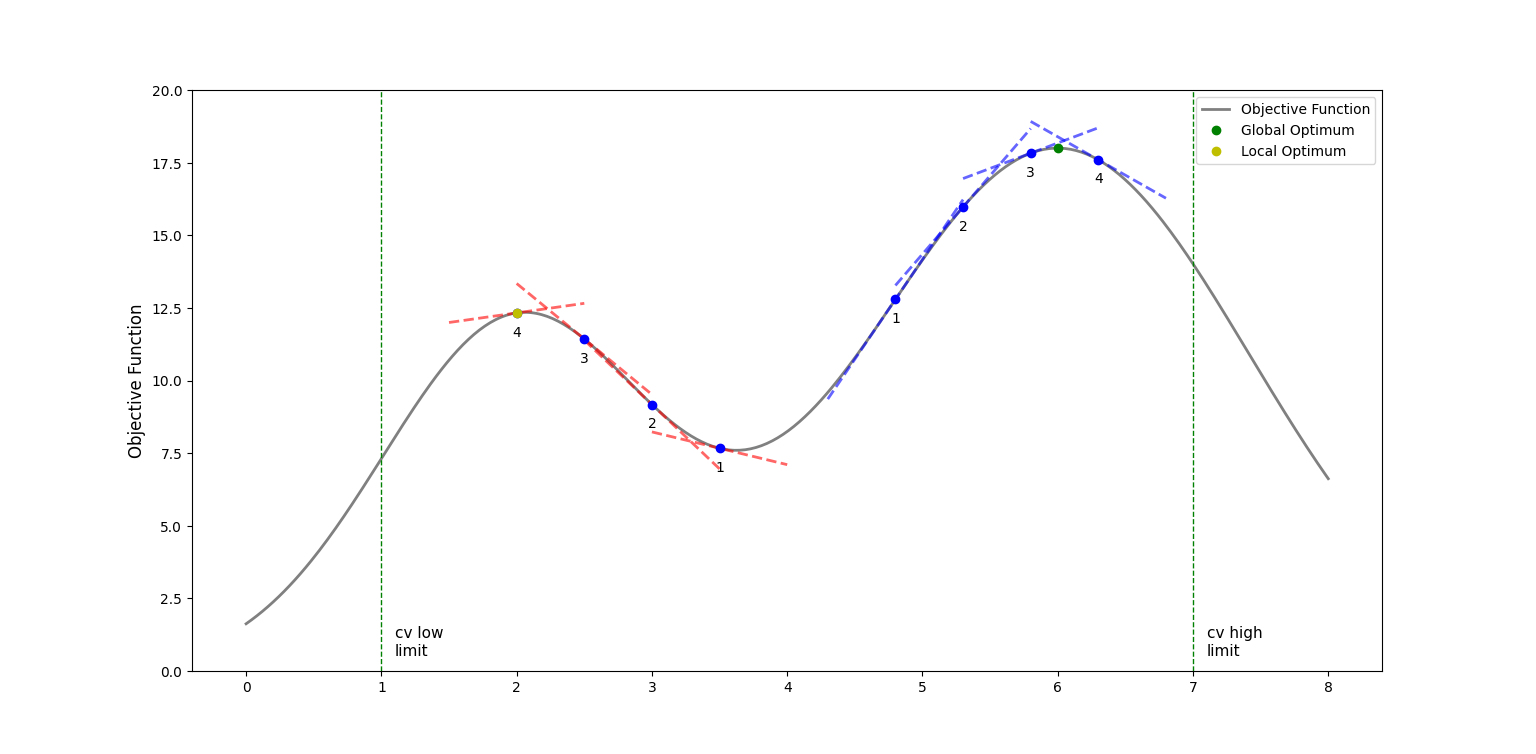 20.0
17.5
15.0
12.5
10.0
7.5
5.0
2.5
0.0
Objective Function
0 1 2 3 4 5 6 7 8
Objective Function
Global Optimum
Local Optimum
4
3
2
1
1
2
3
4
cv low
limit
cv high
limit